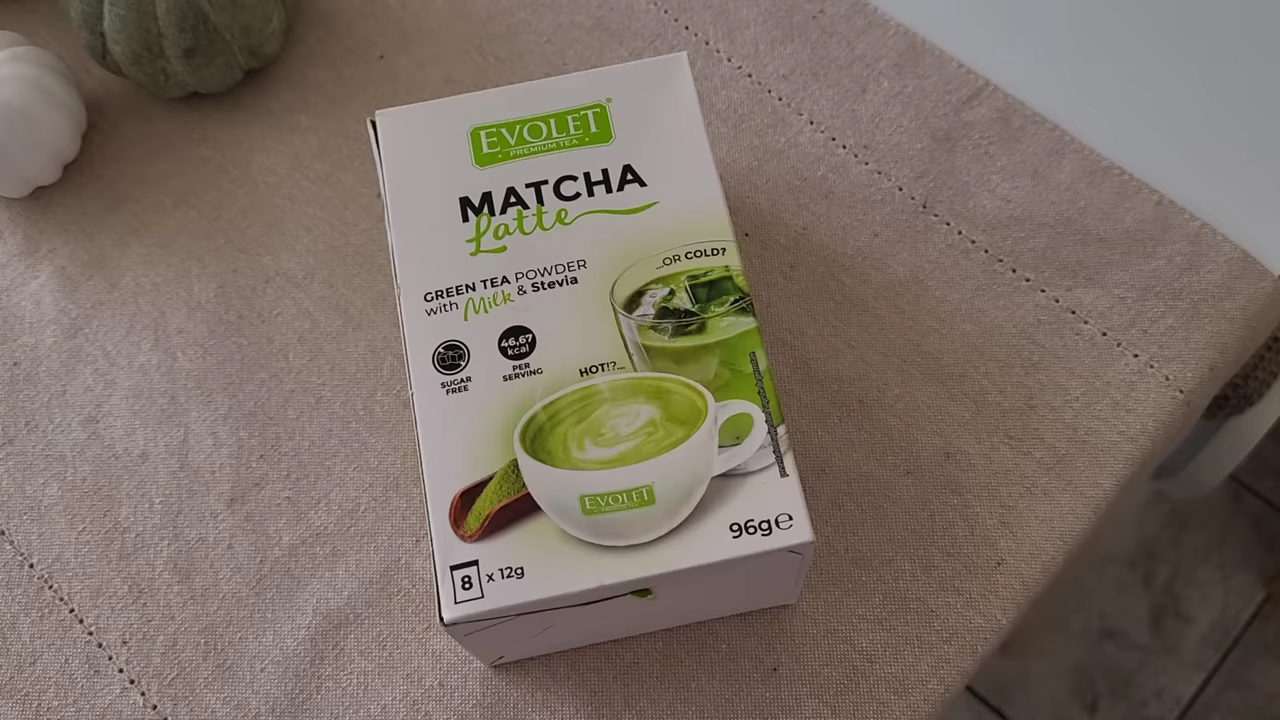 EVOLET®
• PREMIUM TEA •
MATCHA
Latte
GREEN TEA POWDER
with Milk & Stevia
SUGAR
FREE
46,67
kcal
PER
SERVING
...OR COLD?
HOT!?...
EVOLET
PREMIUM TEA
8 x 12g
96g℮